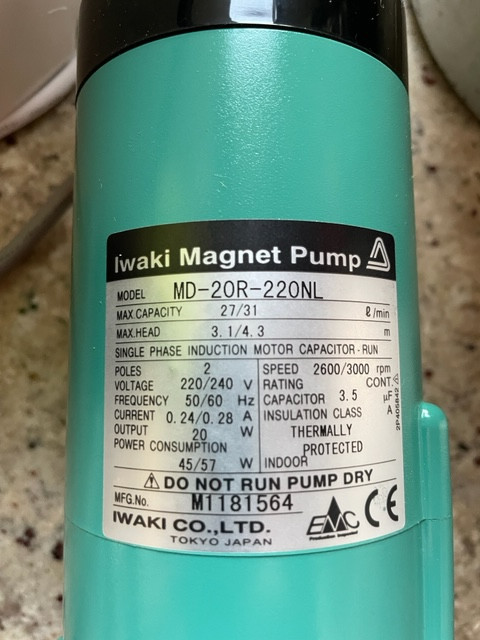 Iwaki Magnet Pump
MODEL MD-20R-220NL
MAX.CAPACITY 27/31 ℓ/min
MAX.HEAD 3.1/4.3 m
SINGLE PHASE INDUCTION MOTOR CAPACITOR-RUN
POLES 2
VOLTAGE 220/240 V
FREQUENCY 50/60 Hz
CURRENT 0.24/0.28 A
OUTPUT 20 W
POWER CONSUMPTION
45/57 W
SPEED 2600/3000 rpm
RATING CONT.
CAPACITOR 3.5 µF
INSULATION CLASS A
THERMALLY
PROTECTED
INDOOR
2P405842
⚠ DO NOT RUN PUMP DRY
MFG.No. M1181564
IWAKI CO.,LTD.
TOKYO JAPAN
EMC
Production Inspected
CE